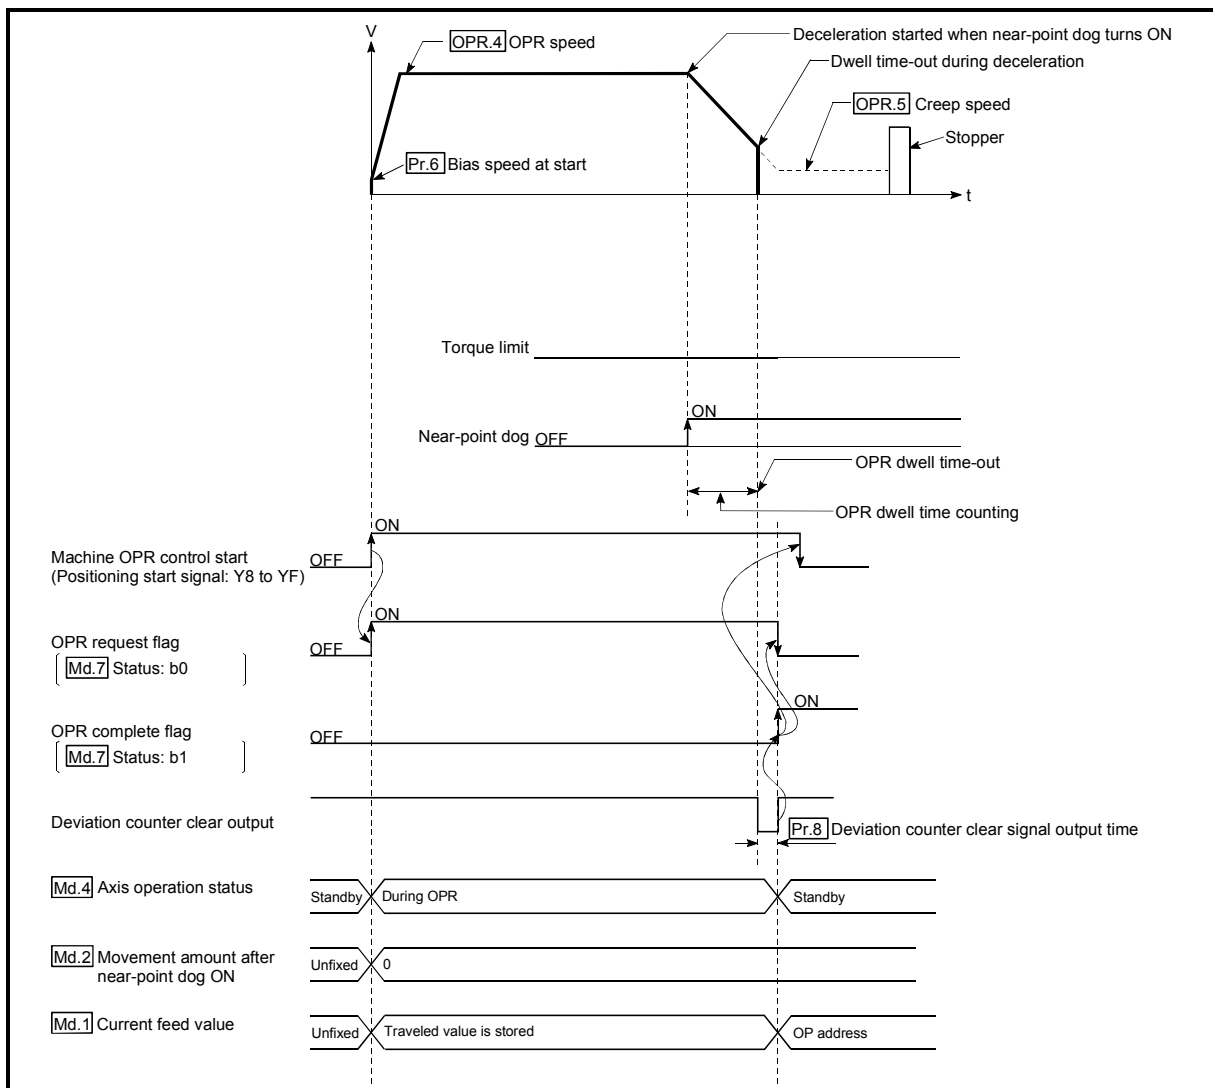 V
OPR.4 OPR speed
Deceleration started when near-point dog turns ON
Dwell time-out during deceleration
OPR.5 Creep speed
Stopper
Pr.6 Bias speed at start
t
Torque limit
ON
Near-point dog OFF
OPR dwell time-out
OPR dwell time counting
ON
Machine OPR control start
(Positioning start signal: Y8 to YF)
OFF
ON
OPR request flag
OFF
Md.7 Status: b0
ON
OPR complete flag
OFF
Md.7 Status: b1
Deviation counter clear output
Pr.8 Deviation counter clear signal output time
Md.4 Axis operation status
Standby
During OPR
Standby
Md.2 Movement amount after
near-point dog ON
Unfixed
0
Md.1 Current feed value
Unfixed
Traveled value is stored
OP address